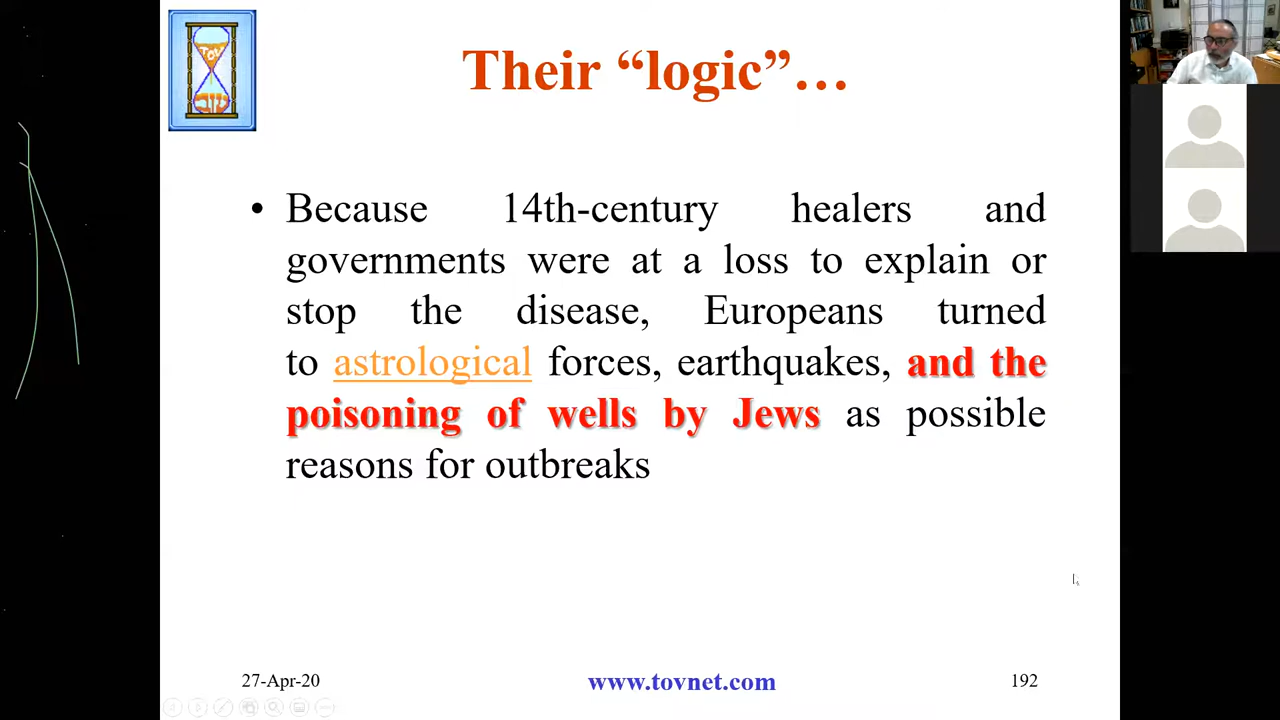 Their “logic”…
• Because 14th-century healers and
governments were at a loss to explain or
stop the disease, Europeans turned
to astrological forces, earthquakes, and the
poisoning of wells by Jews as possible
reasons for outbreaks
27-Apr-20
www.tovnet.com
192